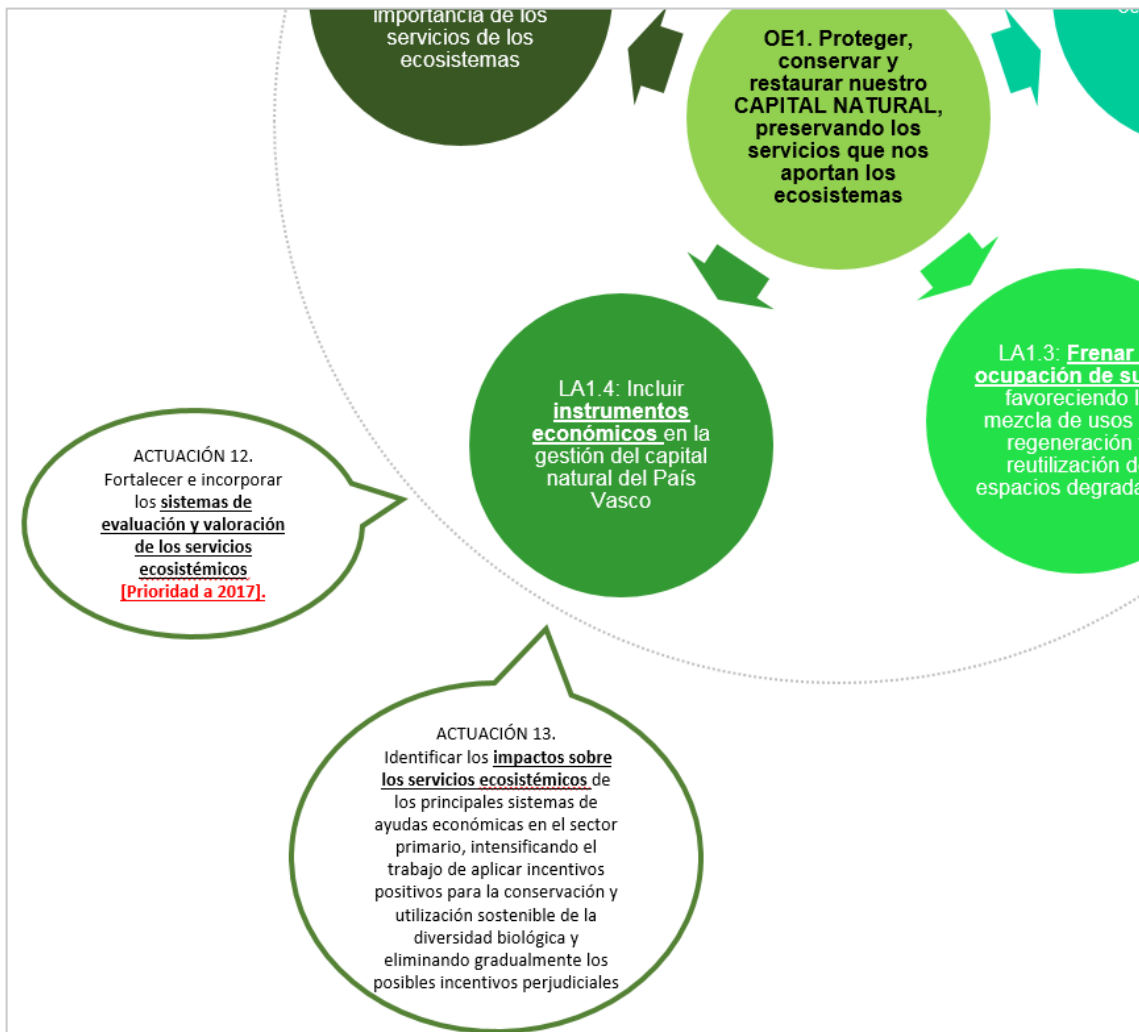 importancia de los
servicios de los
ecosistemas
OE1. Proteger,
conservar y
restaurar nuestro
CAPITAL NATURAL,
preservando los
servicios que nos
aportan los
ecosistemas
LA1.4: Incluir
instrumentos
económicos en la
gestión del capital
natural del País
Vasco
LA1.3: Frenar
ocupación de
favoreciendo
mezcla de usos
regeneración
reutilización
espacios
ACTUACIÓN 12.
Fortalecer e incorporar
los sistemas de
evaluación y valoración
de los servicios
ecosistémicos
[Prioridad a 2017].
ACTUACIÓN 13.
Identificar los impactos sobre
los servicios ecosistémicos de
los principales sistemas de
ayudas económicas en el sector
primario, intensificando el
trabajo de aplicar incentivos
positivos para la conservación y
utilización sostenible de la
diversidad biológica y
eliminando gradualmente los
posibles incentivos perjudiciales